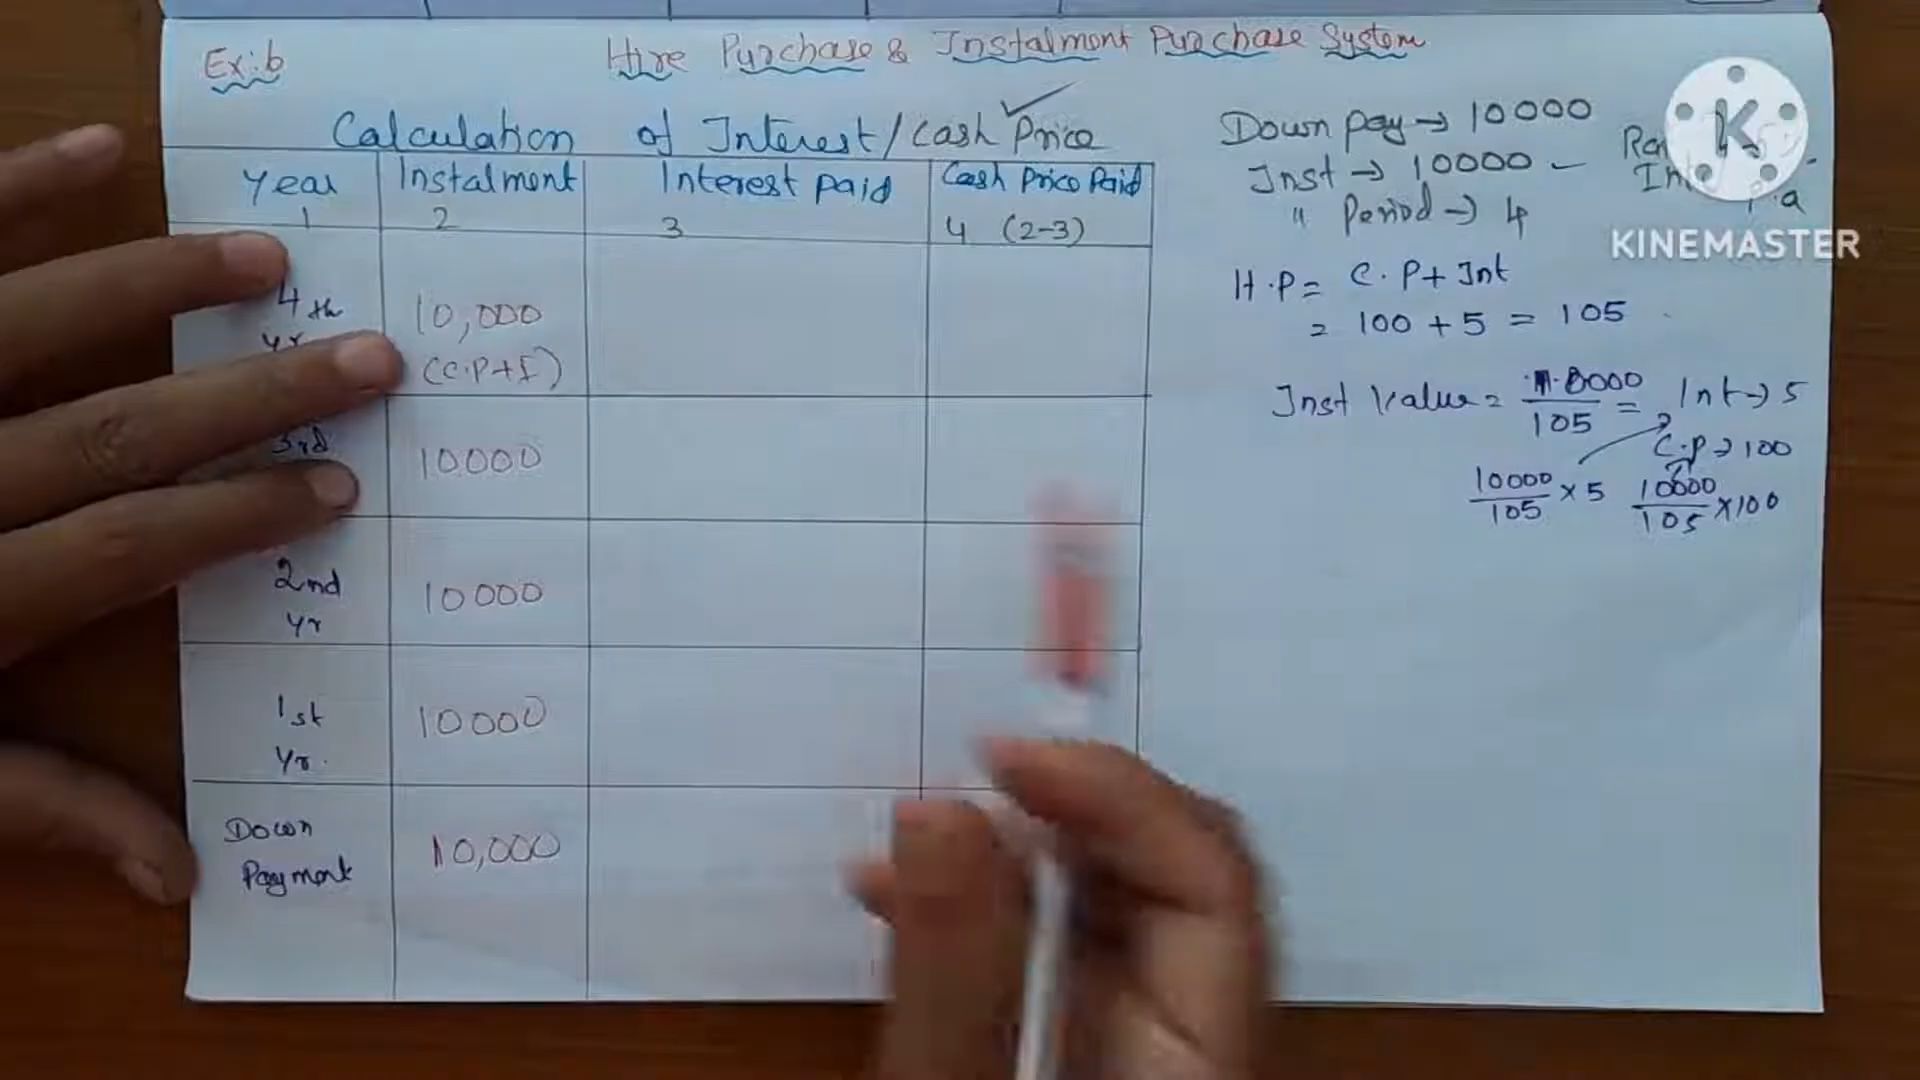 Ex:6
Hire Purchase & Instalment Purchase System
Calculation of Interest/Cash Price
Year Instalment Interest paid Cash Price Paid
1 2 3 4 (2-3)
4th 10,000
yr (C.P+I)
3rd 10000
2nd 10000
yr
1st 10000
Yr.
Down 10,000
Payment
Down pay → 10000
Inst → 10000 –
" Period → 4
p.a
K
KINEMASTER
H.P = C.P + Int
= 100 + 5 = 105
Inst Value = 10000/105 = Int → 5
C.P → 100
10000/105 × 5 10000/105 × 100